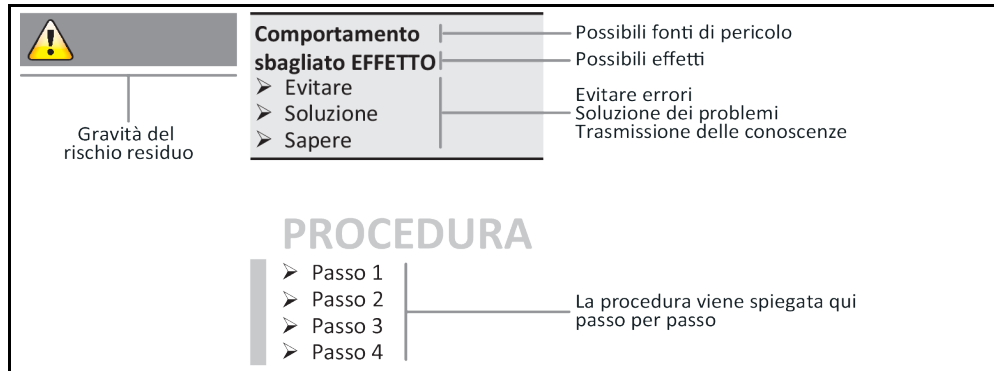 Comportamento
sbagliato EFFETTO
➢ Evitare
➢ Soluzione
➢ Sapere
Possibili fonti di pericolo
Possibili effetti
Evitare errori
Soluzione dei problemi
Trasmissione delle conoscenze
Gravità del
rischio residuo
PROCEDURA
➢ Passo 1
➢ Passo 2
➢ Passo 3
➢ Passo 4
La procedura viene spiegata qui
passo per passo